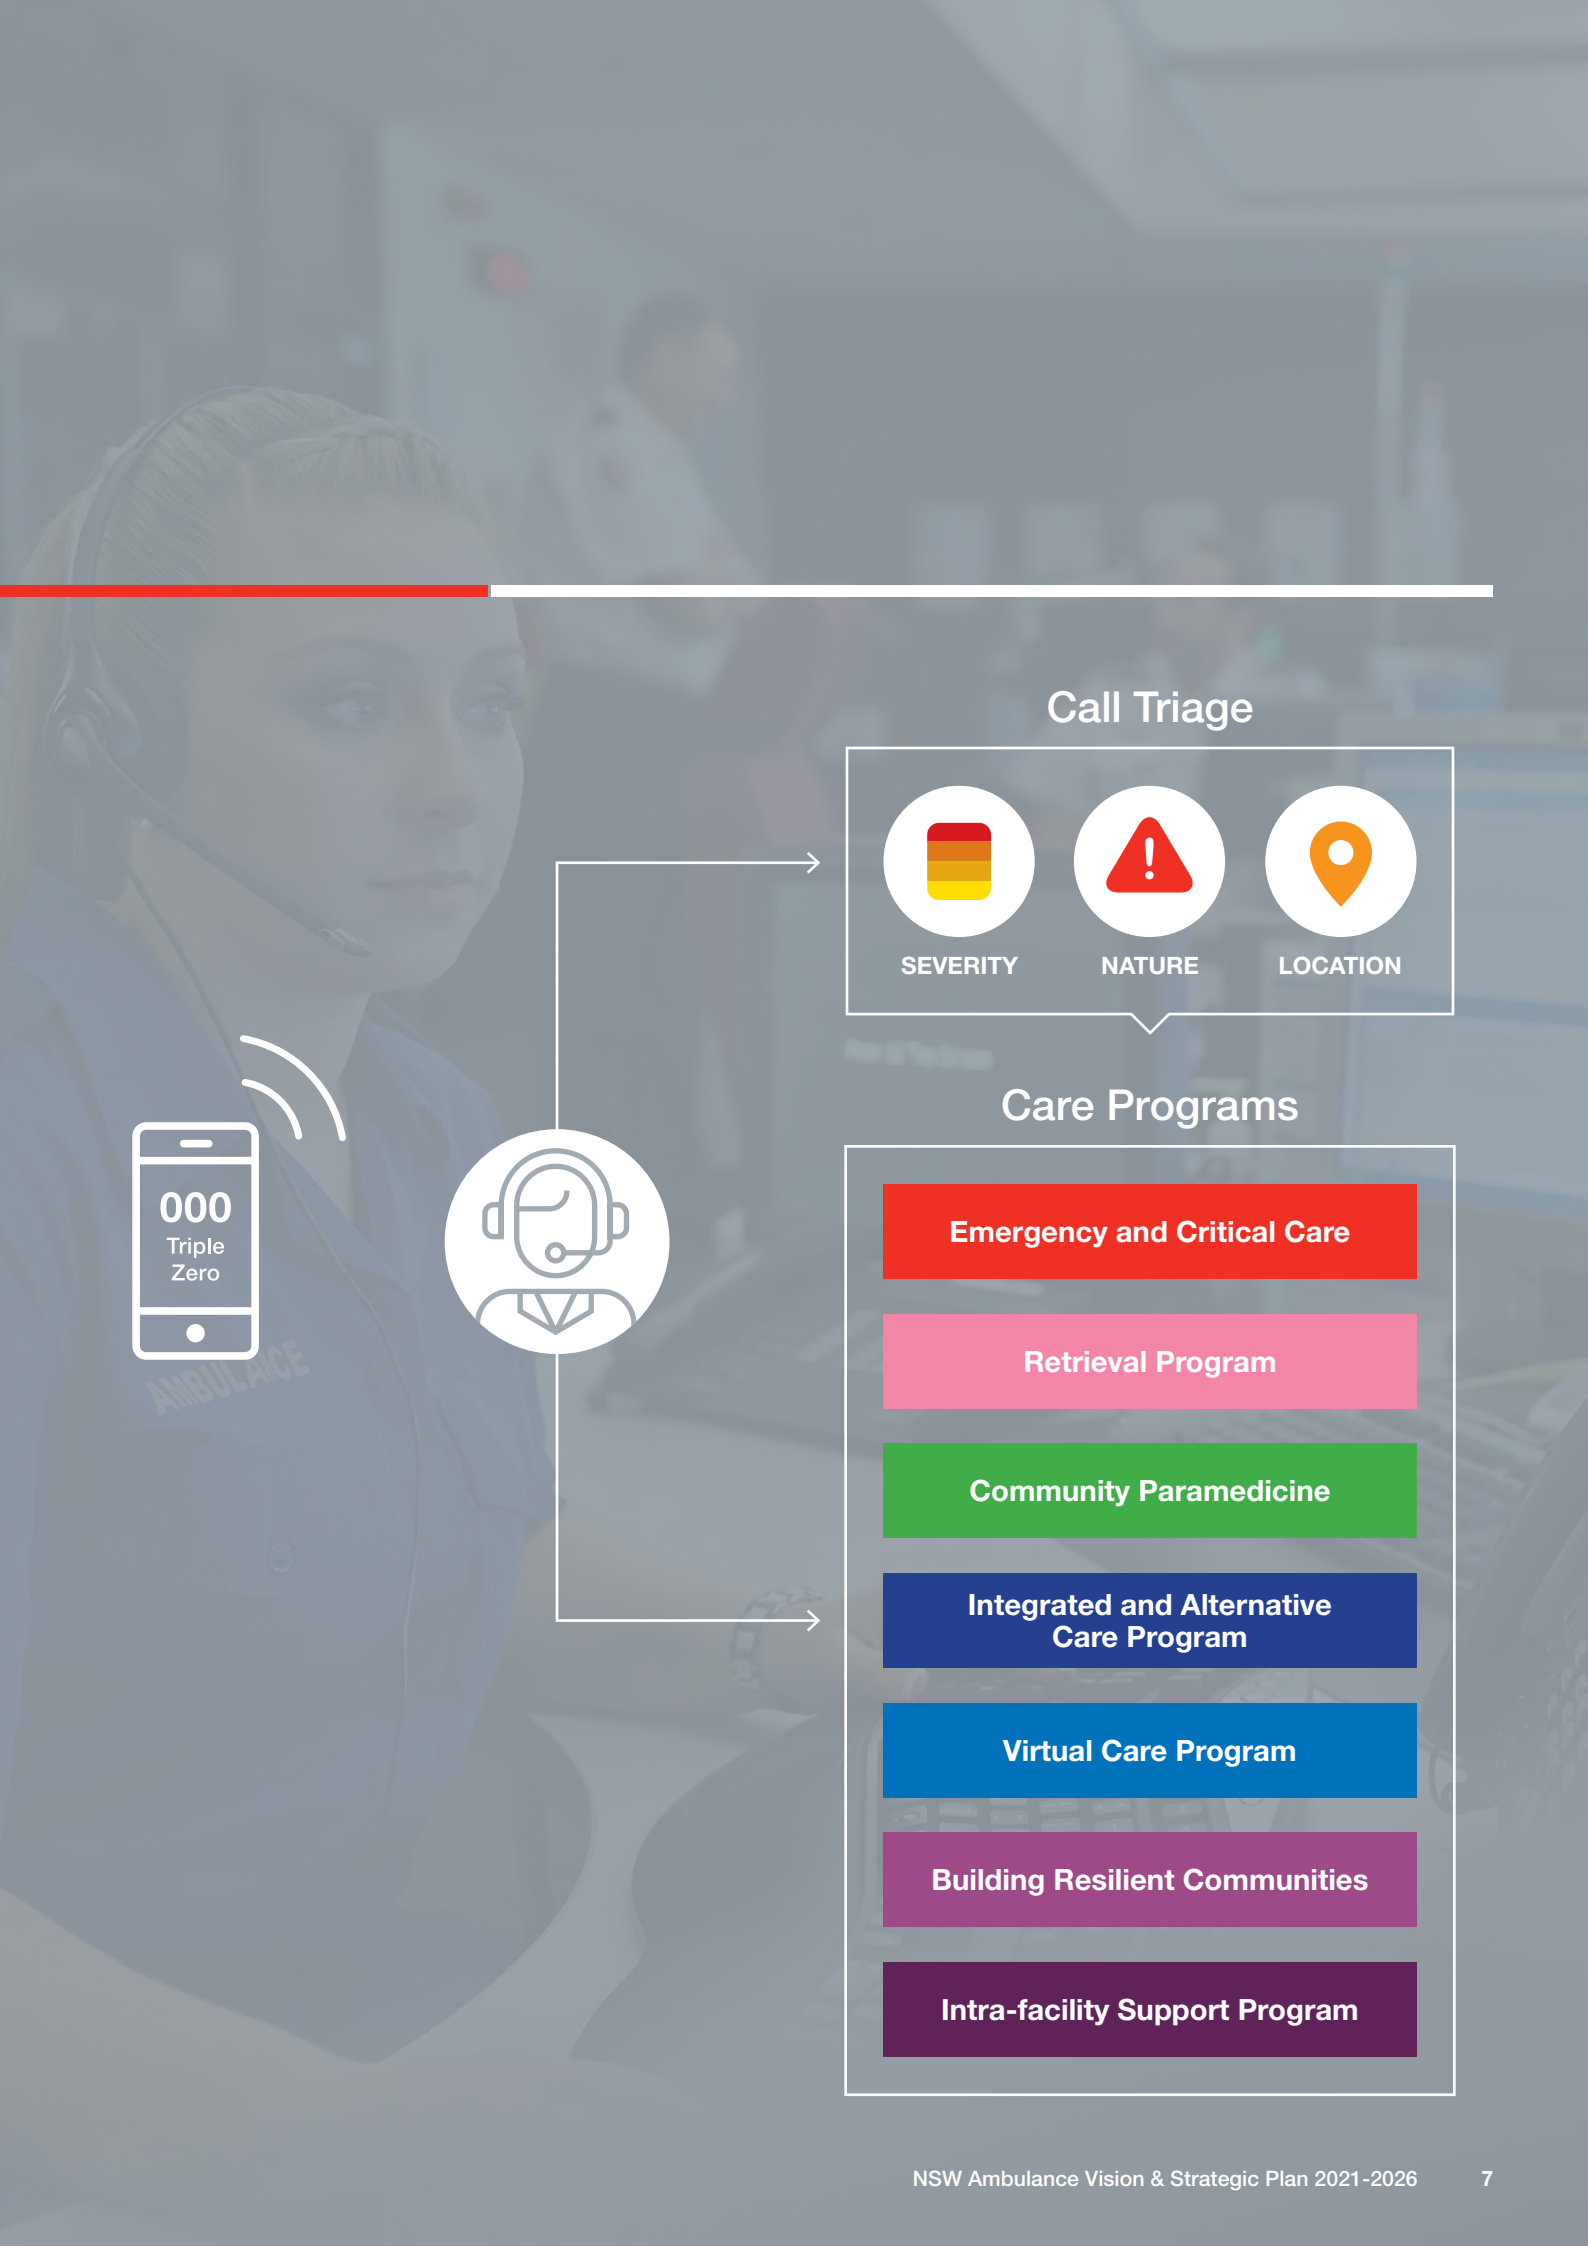 Call Triage
SEVERITY
NATURE
LOCATION
000
Triple
Zero
AMBULANCE
Care Programs
Emergency and Critical Care
Retrieval Program
Community Paramedicine
Integrated and Alternative
Care Program
Virtual Care Program
Building Resilient Communities
Intra-facility Support Program
NSW Ambulance Vision & Strategic Plan 2021-2026
7